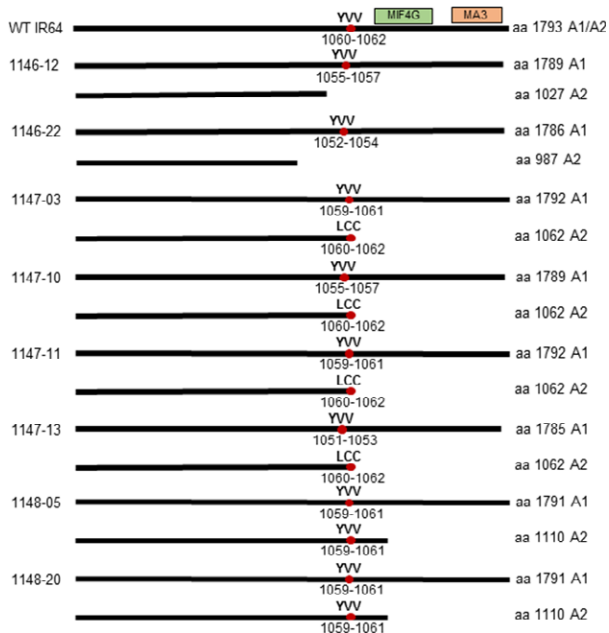 YVV MIF4G MA3
WT IR64 aa 1793 A1/A2
1060-1062
1146-12 YVV aa 1789 A1
1055-1057
aa 1027 A2
1146-22 YVV aa 1786 A1
1052-1054
aa 987 A2
YVV
1147-03 aa 1792 A1
1059-1061
LCC
aa 1062 A2
1060-1062
YVV
1147-10 aa 1789 A1
1055-1057
LCC
aa 1062 A2
1060-1062
YVV
1147-11 aa 1792 A1
1059-1061
LCC
aa 1062 A2
1060-1062
YVV
1147-13 aa 1785 A1
1051-1053
LCC
aa 1062 A2
1060-1062
YVV
1148-05 aa 1791 A1
1059-1061
YVV
aa 1110 A2
1059-1061
YVV
1148-20 aa 1791 A1
1059-1061
YVV
aa 1110 A2
1059-1061